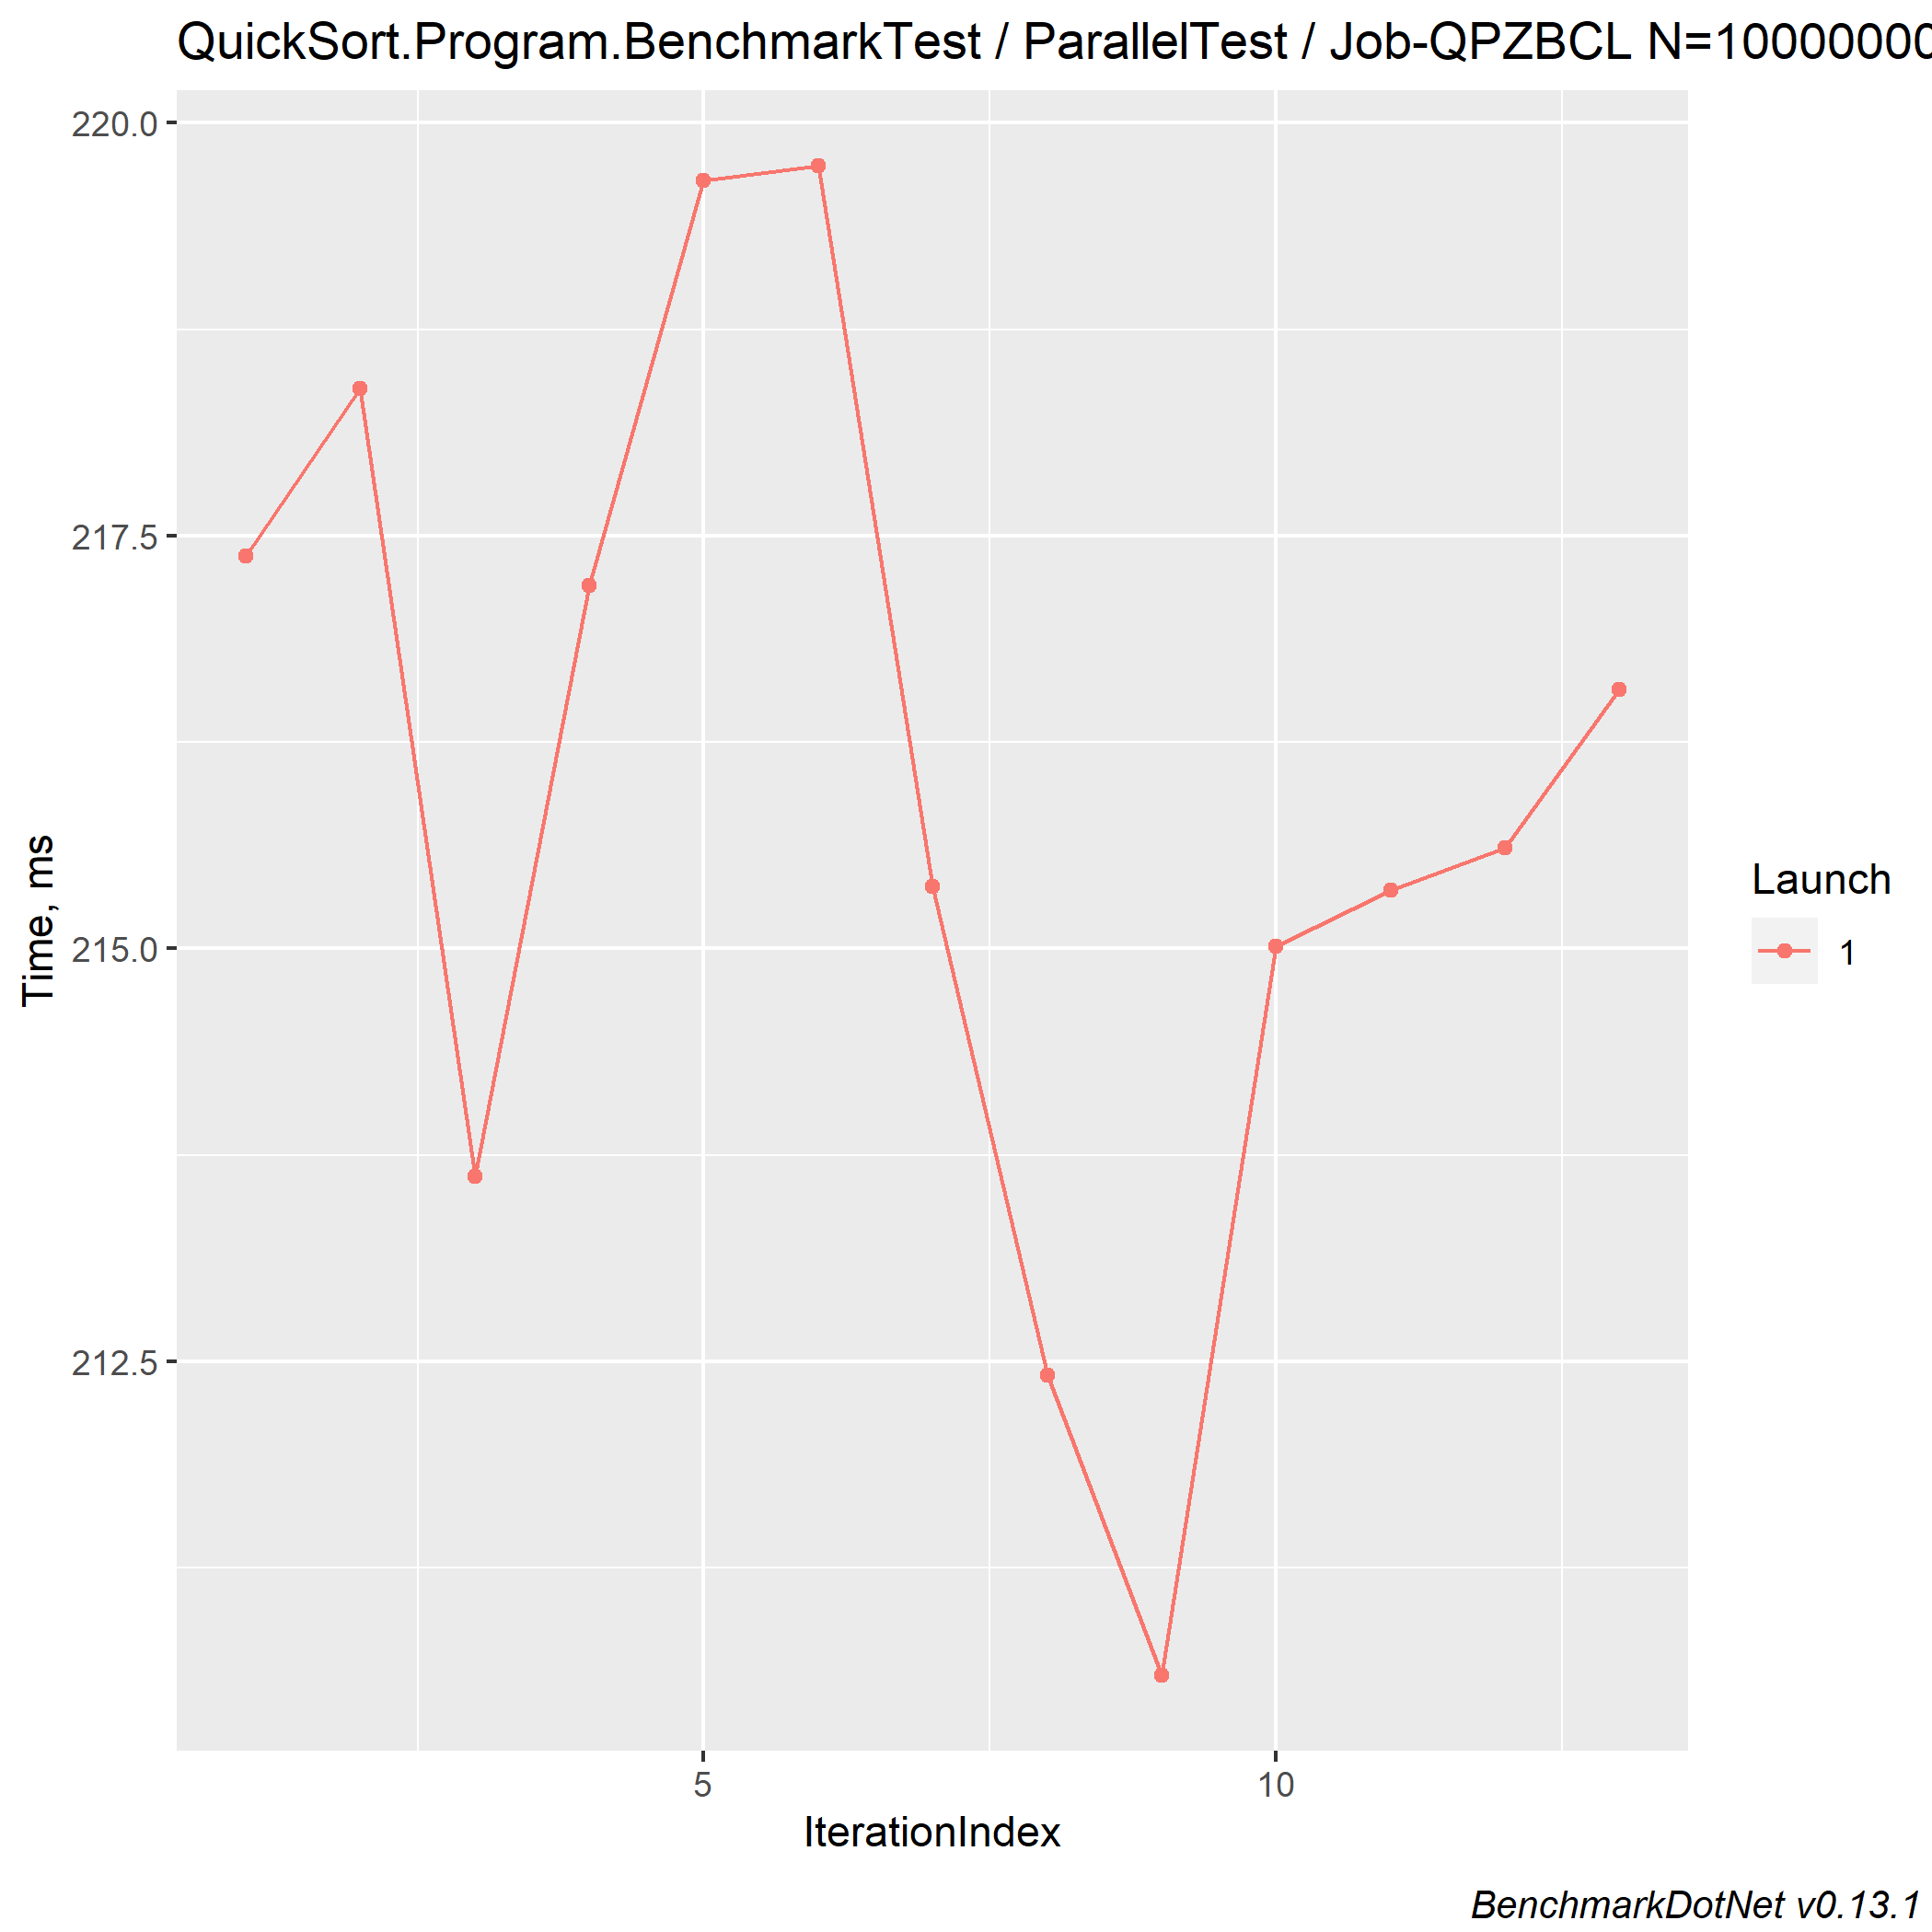 QuickSort.Program.BenchmarkTest / ParallelTest / Job-QPZBCL N=10000000
220.0
217.5
215.0
212.5
Time, ms
5
10
IterationIndex
Launch
1
BenchmarkDotNet v0.13.1